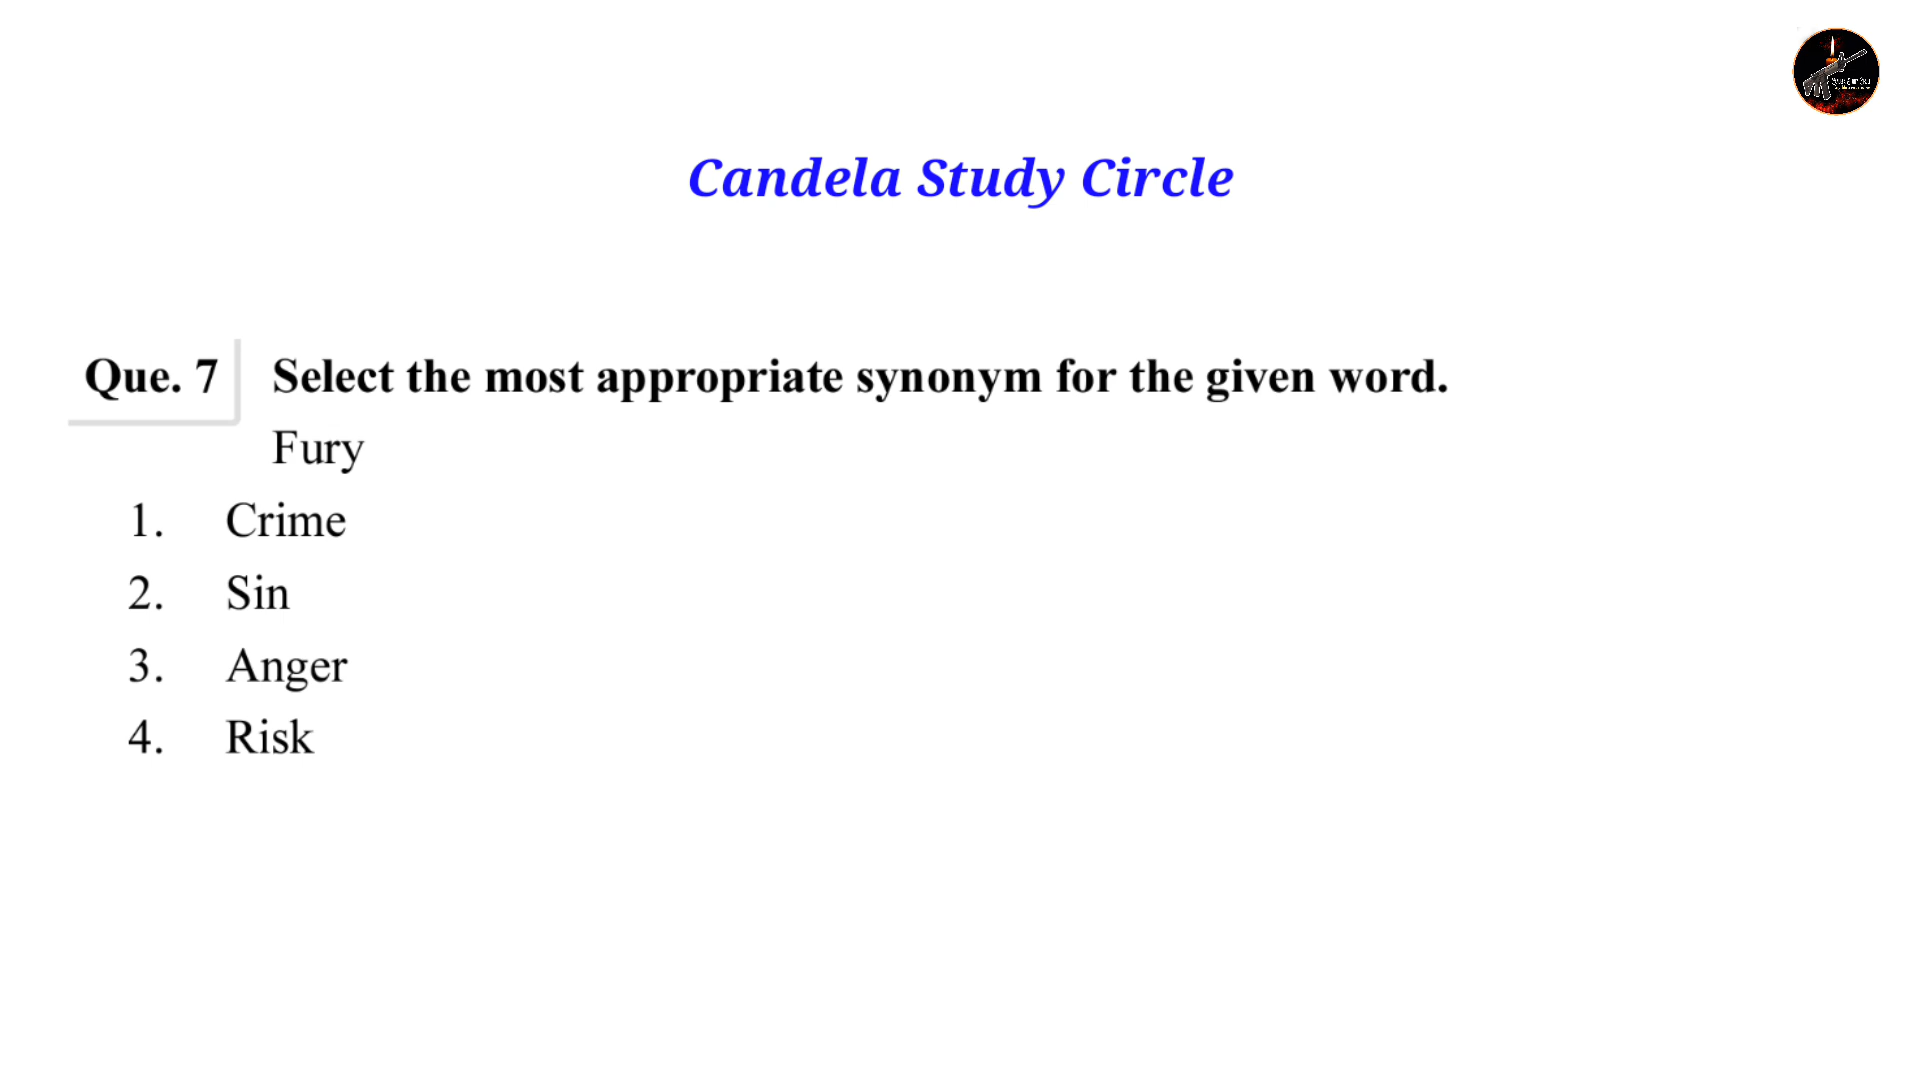 Candela Study Circle
Que. 7 Select the most appropriate synonym for the given word.
Fury
1. Crime
2. Sin
3. Anger
4. Risk